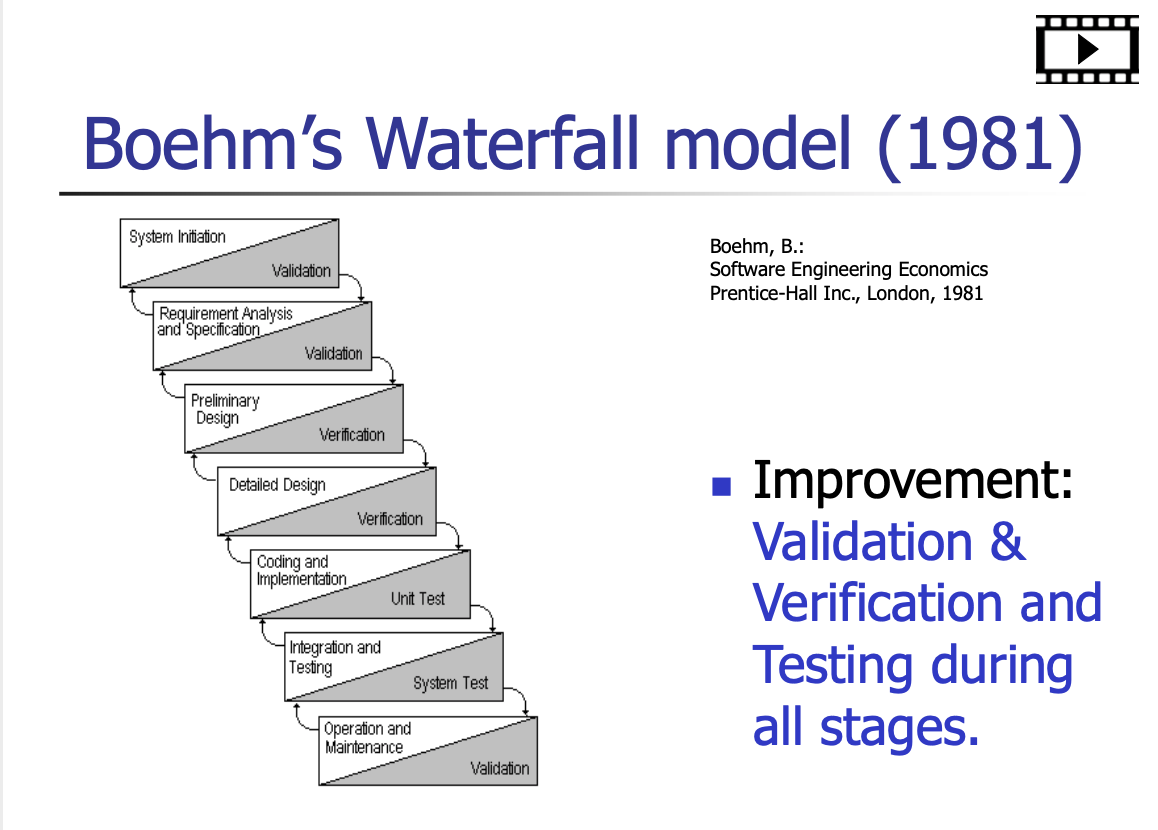 Boehm’s Waterfall model (1981)
System Initiation
Validation
Requirement Analysis
and Specification
Validation
Preliminary
Design
Verification
Detailed Design
Verification
Coding and
Implementation
Unit Test
Integration and
Testing
System Test
Operation and
Maintenance
Validation
Boehm, B.:
Software Engineering Economics
Prentice-Hall Inc., London, 1981
Improvement:
Validation &
Verification and
Testing during
all stages.